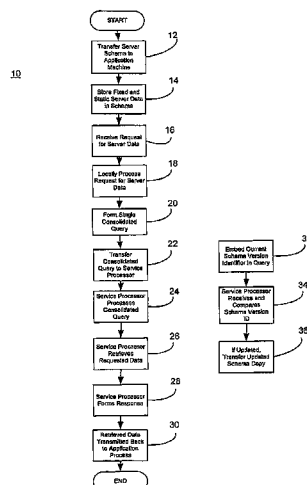 START
12
Transfer Server
Schema to
Application
Machine
10
14
Store Fixed and
Static Server Data
in Schema
16
Receive Request
for Server Data
18
Locally Process
Request for Server
Data
20
Form Single
Consolidated
Query
22
Transfer
Consolidated
Query to Service
Processor
24
Service Processor
Processes
Consolidated
Query
26
Service Processor
Retrieves
Requested Data
28
Service Processor
Forms Response
30
Retrieved Data
Transmitted Back
to Application
Process
END
3
Embed Current
Schema Version
Identifier in Query
34
Service Processor
Receives and
Compares
Schema Version
ID
36
If Updated,
Transfer Updated
Schema Copy